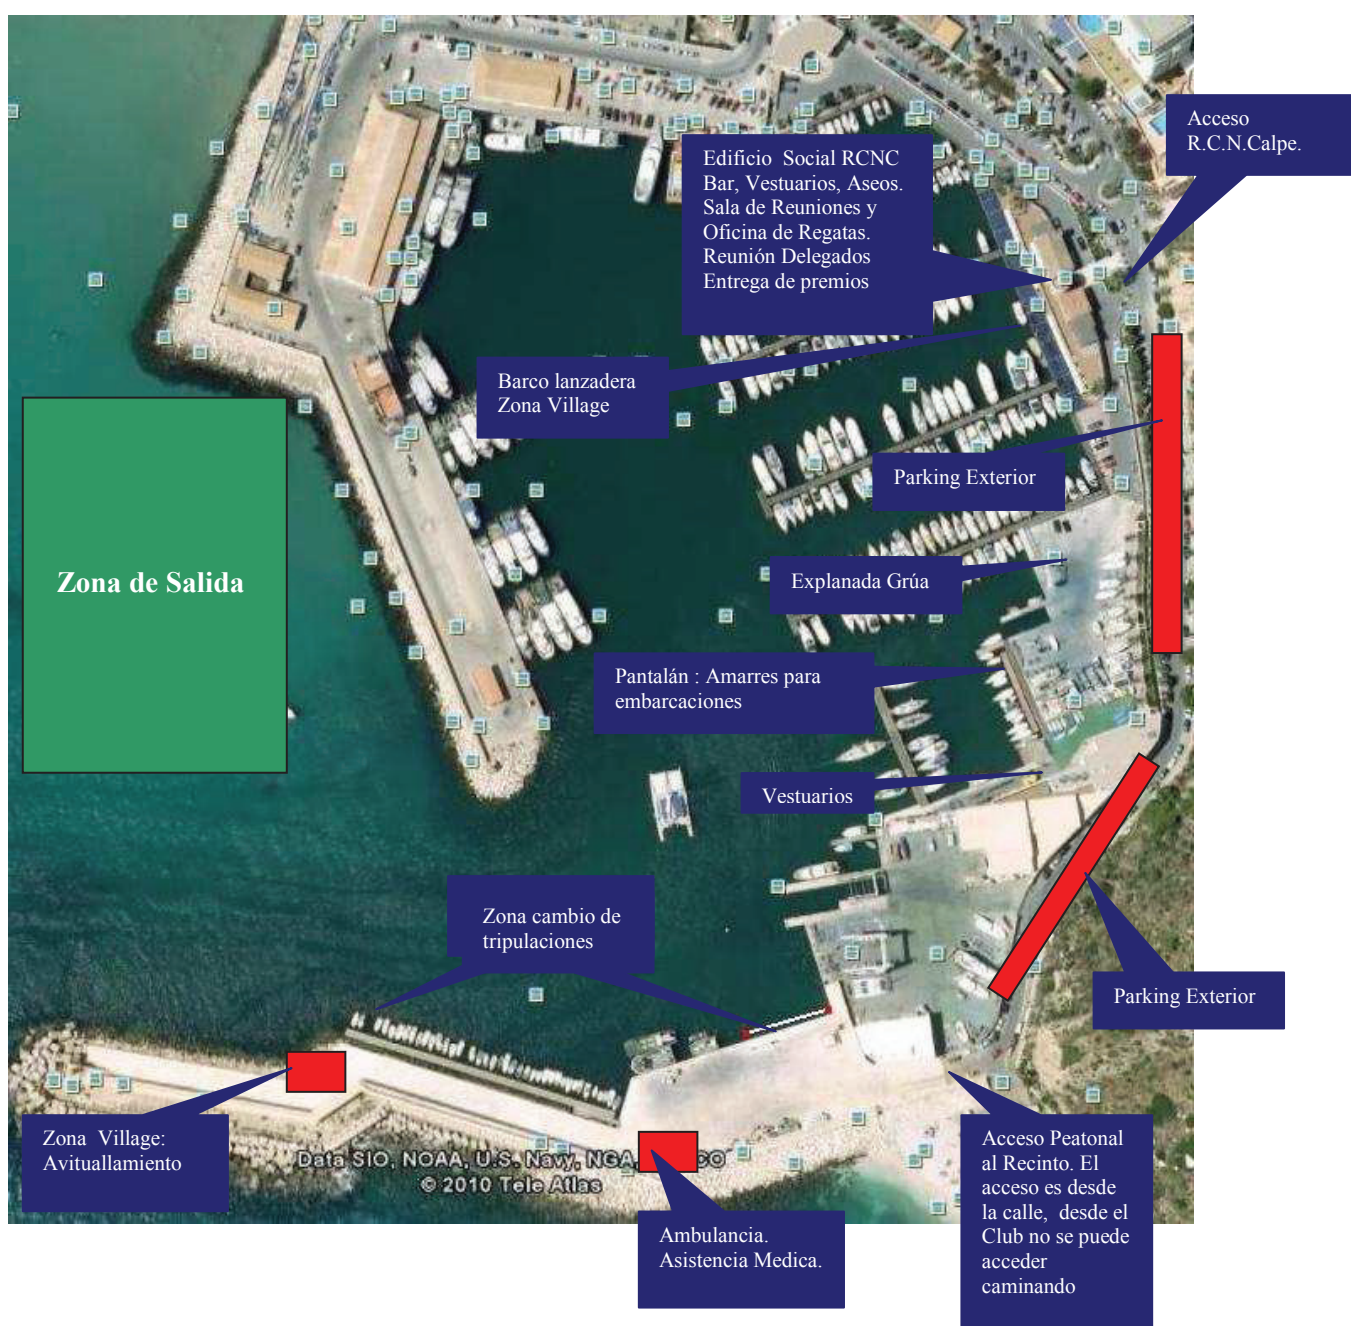 Acceso
R.C.N.Calpe.
Edificio Social RCNC
Bar, Vestuarios, Aseos.
Sala de Reuniones y
Oficina de Regatas.
Reunión Delegados
Entrega de premios
Barco lanzadera
Zona Village
Parking Exterior
Zona de Salida
Explanada Grúa
Pantalán : Amarres para
embarcaciones
Vestuarios
Zona cambio de
tripulaciones
Parking Exterior
Zona Village:
Avituallamiento
Data SIO, NOAA, U.S. Navy, NGA,
© 2010 Tele Atlas
Ambulancia.
Asistencia Medica.
Acceso Peatonal
al Recinto. El
acceso es desde
la calle, desde el
Club no se puede
acceder
caminando